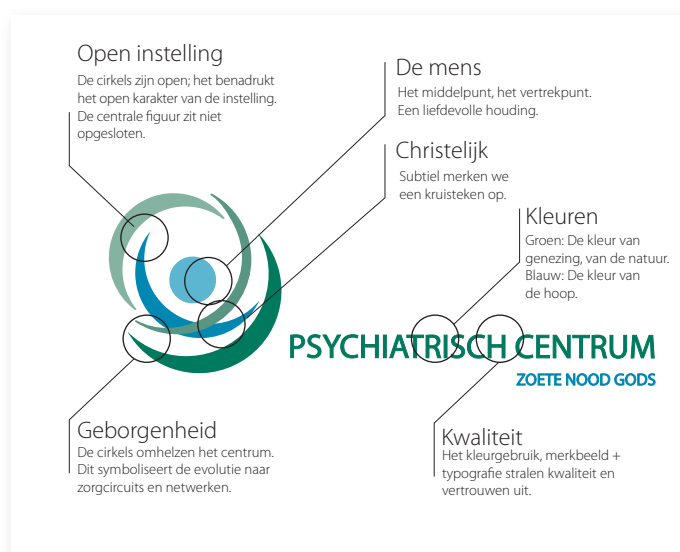 Open instelling
De cirkels zijn open; het benadrukt
het open karakter van de instelling.
De centrale figuur zit niet
opgesloten.
De mens
Het middelpunt, het vertrekpunt.
Een liefdevolle houding.
Christelijk
Subtiel merken we
een kruisteken op.
Kleuren
Groen: De kleur van
genezing, van de natuur.
Blauw: De kleur van
de hoop.
PSYCHIATRISCH CENTRUM
ZOETE NOOD GODS
Geborgenheid
De cirkels omhelzen het centrum.
Dit symboliseert de evolutie naar
zorgcircuits en netwerken.
Kwaliteit
Het kleurgebruik, merkbeeld +
typografie stralen kwaliteit en
vertrouwen uit.